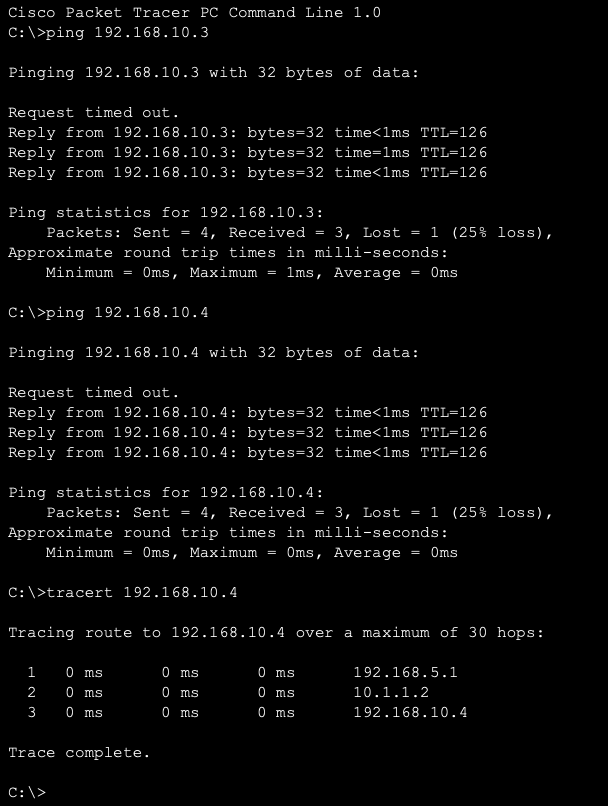 Cisco Packet Tracer PC Command Line 1.0
C:\>ping 192.168.10.3
Pinging 192.168.10.3 with 32 bytes of data:
Request timed out.
Reply from 192.168.10.3: bytes=32 time<1ms TTL=126
Reply from 192.168.10.3: bytes=32 time=1ms TTL=126
Reply from 192.168.10.3: bytes=32 time<1ms TTL=126
Ping statistics for 192.168.10.3:
Packets: Sent = 4, Received = 3, Lost = 1 (25% loss),
Approximate round trip times in milli-seconds:
Minimum = 0ms, Maximum = 1ms, Average = 0ms
C:\>ping 192.168.10.4
Pinging 192.168.10.4 with 32 bytes of data:
Request timed out.
Reply from 192.168.10.4: bytes=32 time<1ms TTL=126
Reply from 192.168.10.4: bytes=32 time<1ms TTL=126
Reply from 192.168.10.4: bytes=32 time<1ms TTL=126
Ping statistics for 192.168.10.4:
Packets: Sent = 4, Received = 3, Lost = 1 (25% loss),
Approximate round trip times in milli-seconds:
Minimum = 0ms, Maximum = 0ms, Average = 0ms
C:\>tracert 192.168.10.4
Tracing route to 192.168.10.4 over a maximum of 30 hops:
1 0 ms 0 ms 0 ms 192.168.5.1
2 0 ms 0 ms 0 ms 10.1.1.2
3 0 ms 0 ms 0 ms 192.168.10.4
Trace complete.
C:\>